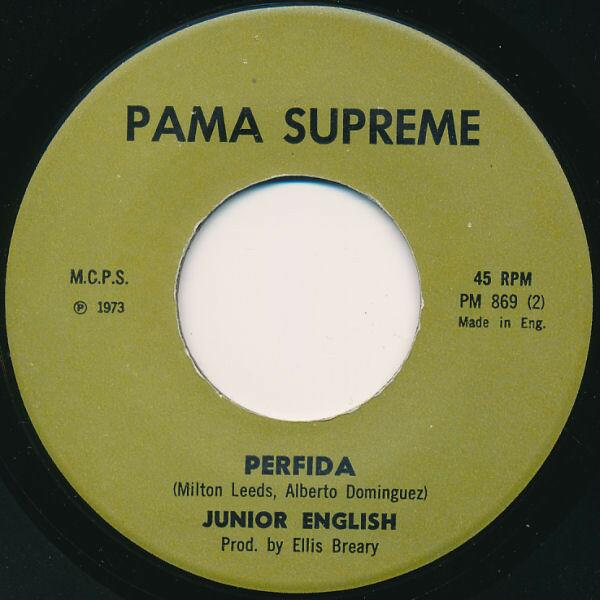 PAMA SUPREME
M.C.P.S.
℗ 1973
45 RPM
PM 869 (2)
Made in Eng.
PERFIDA
(Milton Leeds, Alberto Dominguez)
JUNIOR ENGLISH
Prod. by Ellis Breary